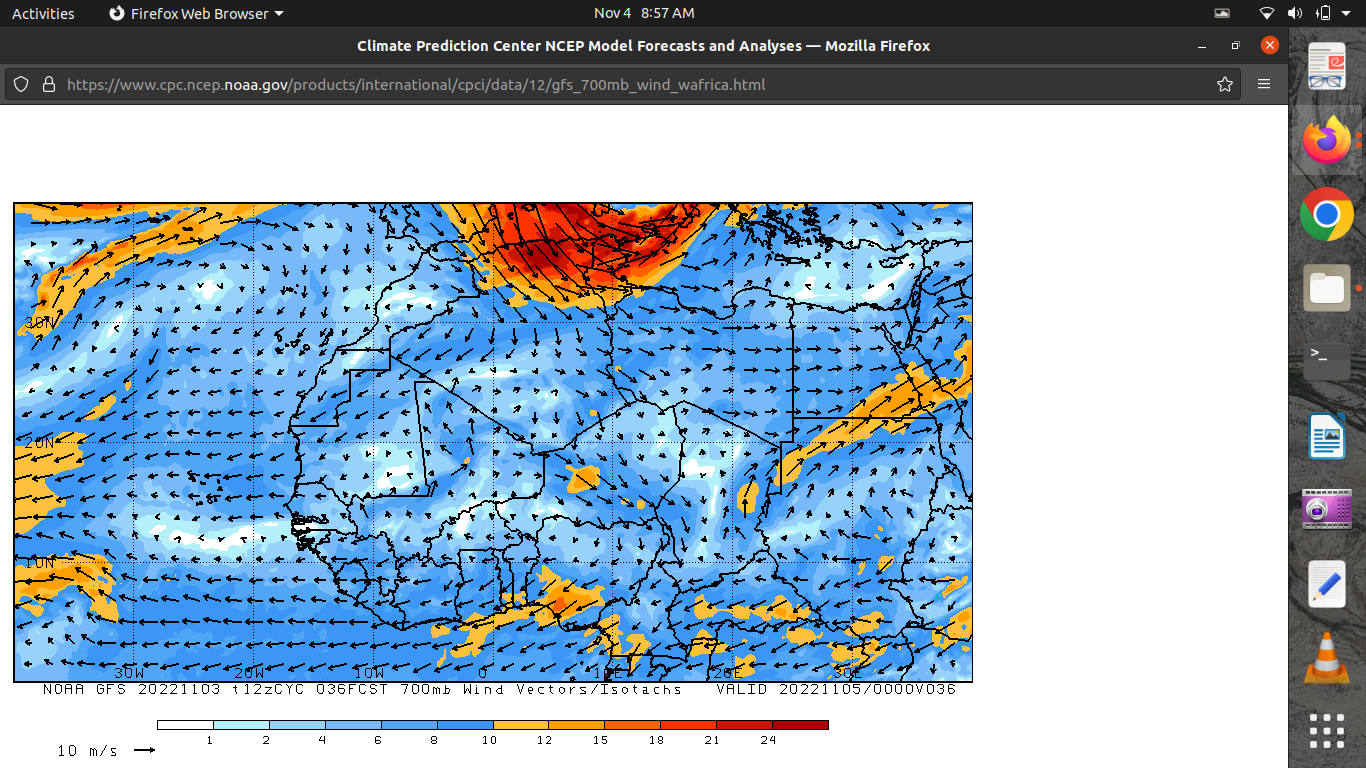 Activities
Firefox Web Browser
Nov 4 8:57 AM
Climate Prediction Center NCEP Model Forecasts and Analyses — Mozilla Firefox
https://www.cpc.ncep.noaa.gov/products/international/cpci/data/12/gfs_700mb_wind_wafrica.html
30N
20N
10N
30W 20W 10W 0 10E 20E 30E
NOAA GFS 20221103 t12zCYC 036FCST 700mb Wind Vectors/Isotachs VALID 20221105/0000V036
1 2 4 6 8 10 12 15 18 21 24
10 m/s